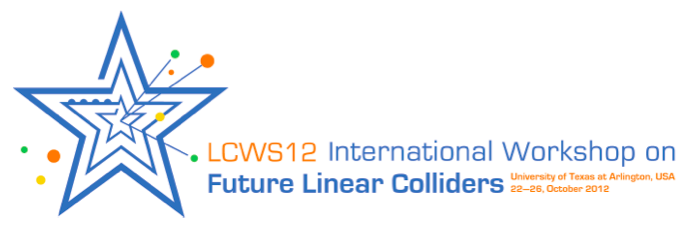 LCWS12 International Workshop on
Future Linear Colliders
University of Texas at Arlington, USA
22—26, October 2012